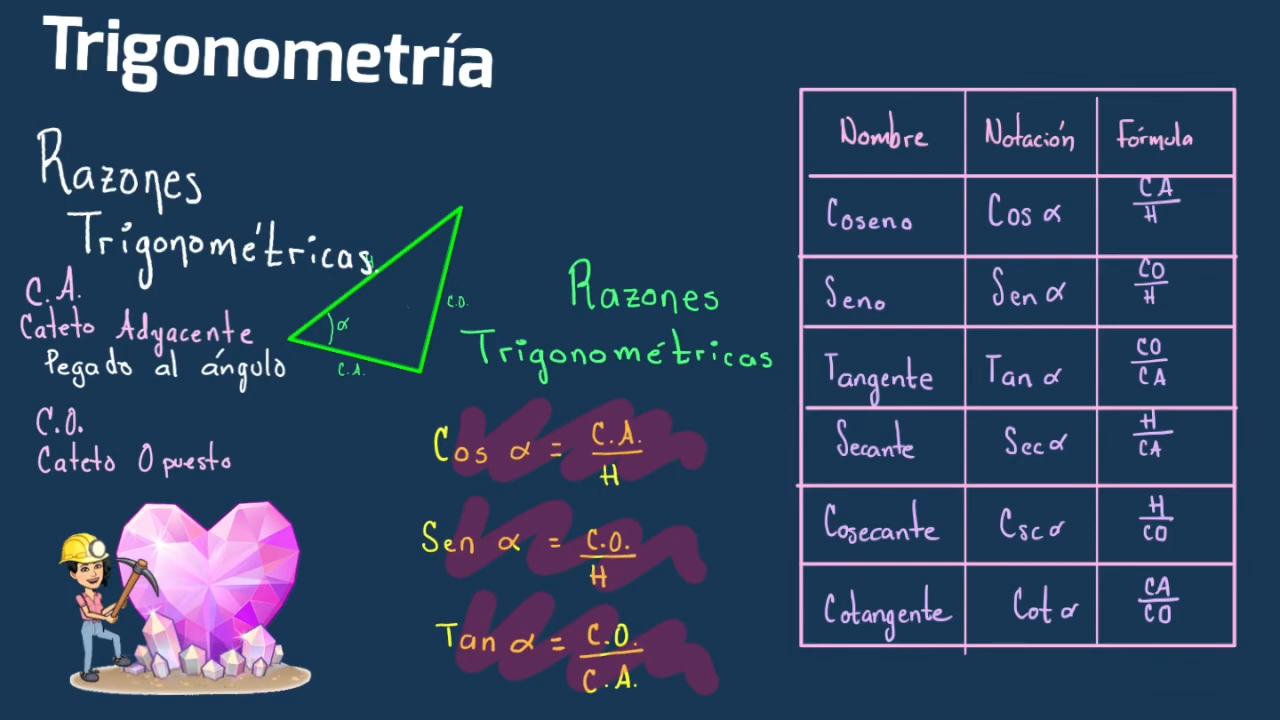 Trigonometría
Razones
Trigonométricas.
C.A.
Cateto Adyacente
Pegado al ángulo
C.O.
Cateto Opuesto
α
C.O.
C.A.
Razones
Trigonométricas
Cos α = C.A. / H
Sen α = C.O. / H
Tan α = C.O. / C.A.
Nombre Notación Fórmula
Coseno Cos α CA / H
Seno Sen α CO / H
Tangente Tan α CO / CA
Secante Sec α H / CA
Cosecante Csc α H / CO
Cotangente Cot α CA / CO